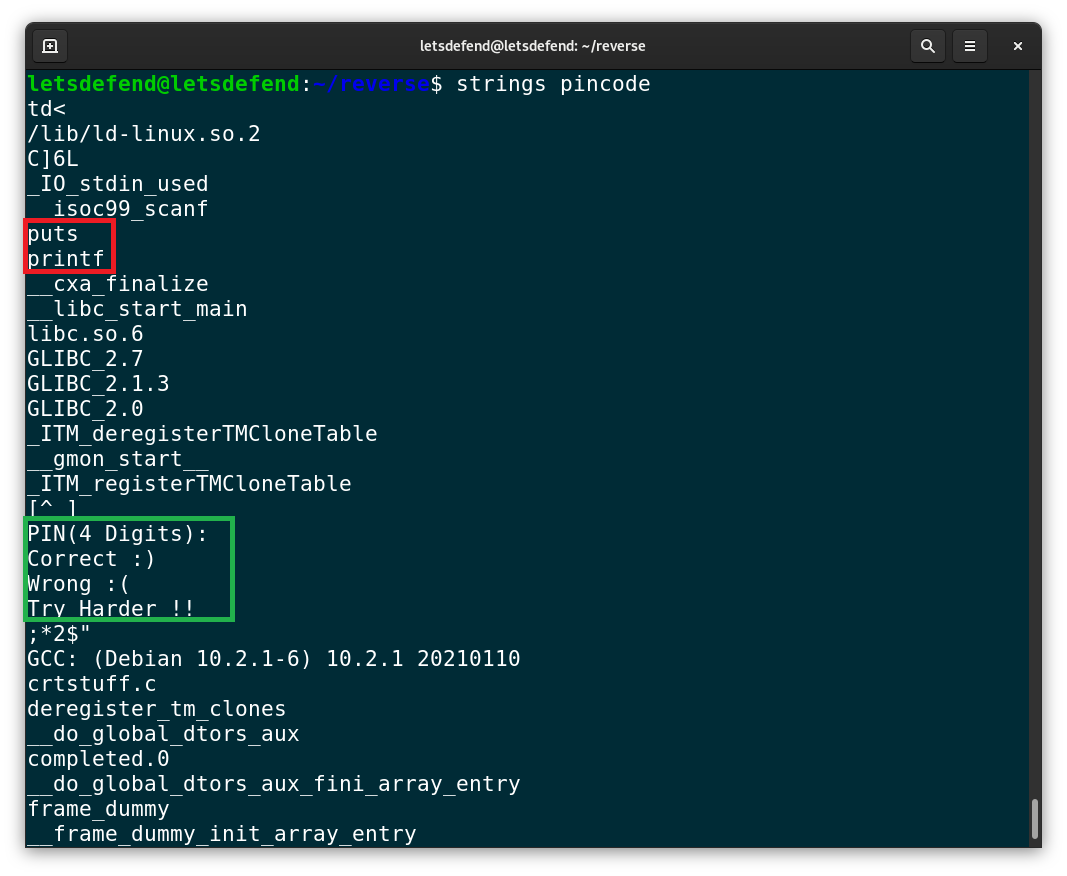 letsdefend@letsdefend: ~/reverse
letsdefend@letsdefend:~/reverse$ strings pincode
td<
/lib/ld-linux.so.2
C]6L
_IO_stdin_used
__isoc99_scanf
puts
printf
__cxa_finalize
__libc_start_main
libc.so.6
GLIBC_2.7
GLIBC_2.1.3
GLIBC_2.0
_ITM_deregisterTMCloneTable
__gmon_start__
_ITM_registerTMCloneTable
[^_]
PIN(4 Digits):
Correct :)
Wrong :(
Try Harder !!
;*2$"
GCC: (Debian 10.2.1-6) 10.2.1 20210110
crtstuff.c
deregister_tm_clones
__do_global_dtors_aux
completed.0
__do_global_dtors_aux_fini_array_entry
frame_dummy
__frame_dummy_init_array_entry